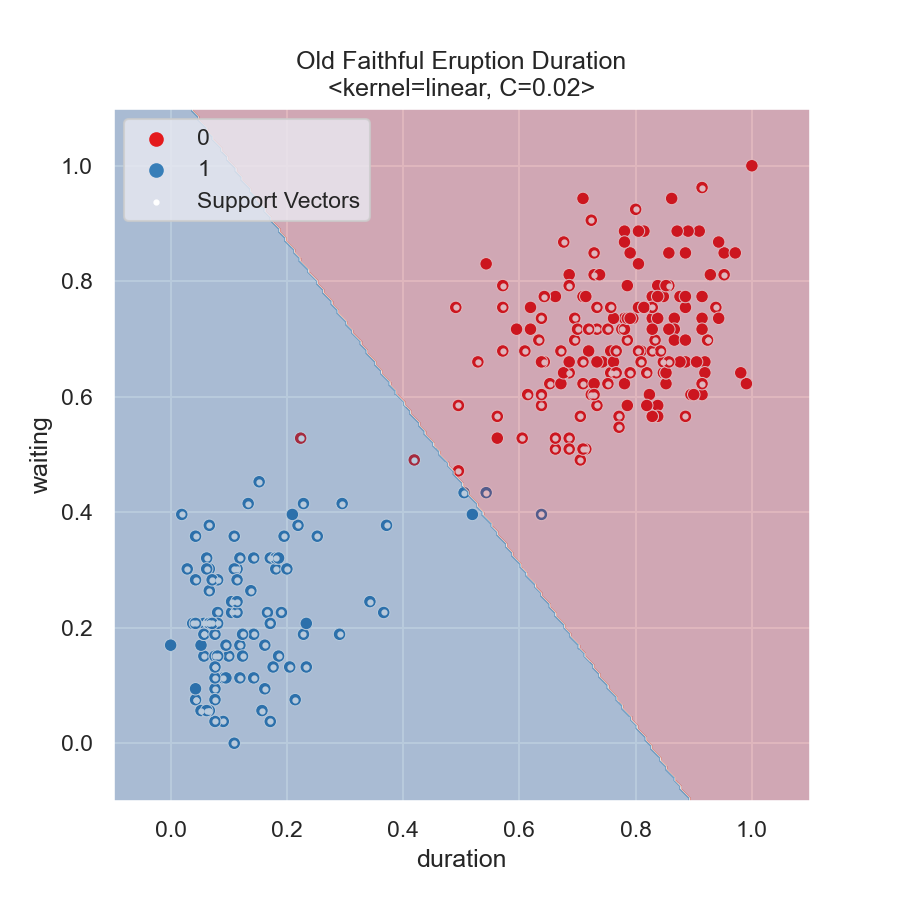 Old Faithful Eruption Duration
<kernel=linear, C=0.02>
0
1
Support Vectors
1.0
0.8
0.6
0.4
0.2
0.0
waiting
0.0 0.2 0.4 0.6 0.8 1.0
duration